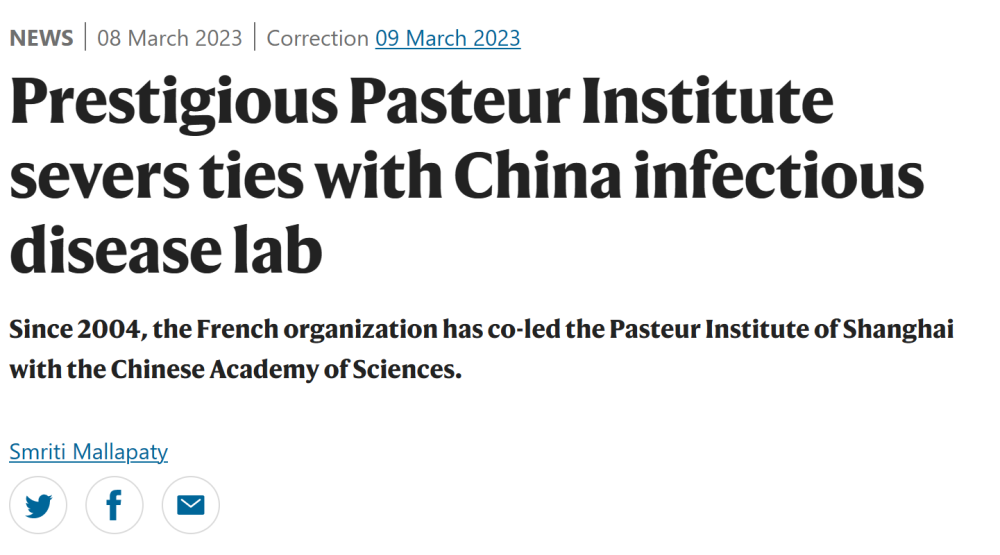 NEWS | 08 March 2023 | Correction 09 March 2023
Prestigious Pasteur Institute
severs ties with China infectious
disease lab
Since 2004, the French organization has co-led the Pasteur Institute of Shanghai
with the Chinese Academy of Sciences.
Smriti Mallapaty